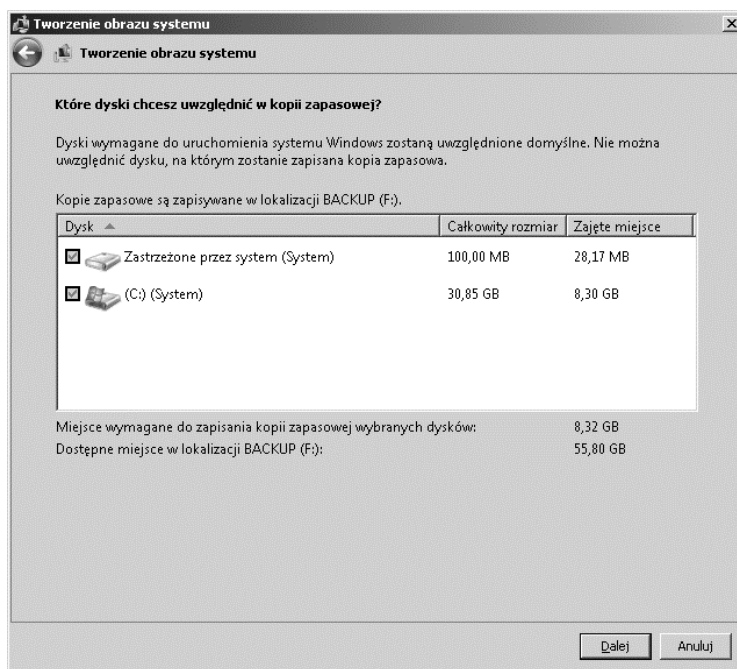 Tworzenie obrazu systemu
Tworzenie obrazu systemu
Które dyski chcesz uwzględnić w kopii zapasowej?
Dyski wymagane do uruchomienia systemu Windows zostaną uwzględnione domyślne. Nie można
uwzględnić dysku, na którym zostanie zapisana kopia zapasowa.
Kopie zapasowe są zapisywane w lokalizacji BACKUP (F:).
Dysk Całkowity rozmiar Zajęte miejsce
Zastrzeżone przez system (System) 100,00 MB 28,17 MB
(C:) (System) 30,85 GB 8,30 GB
Miejsce wymagane do zapisania kopii zapasowej wybranych dysków: 8,32 GB
Dostępne miejsce w lokalizacji BACKUP (F:): 55,80 GB
Dalej Anuluj